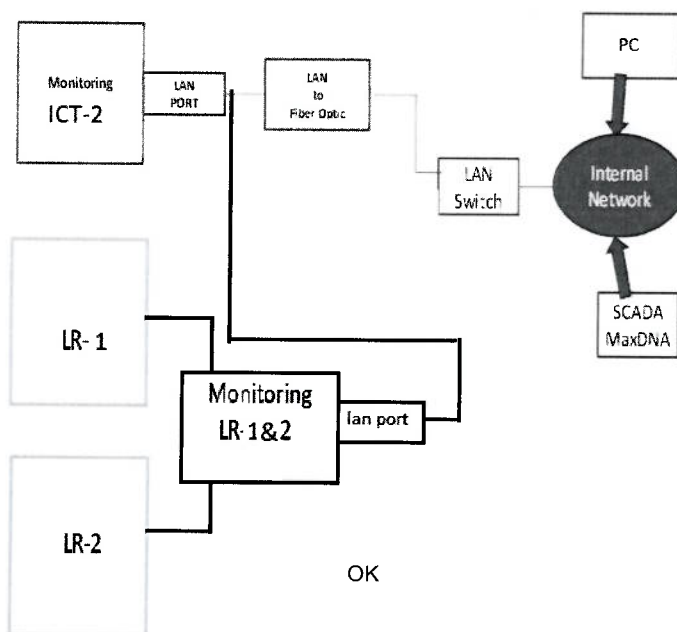 PC
Monitoring
ICT-2
LAN
PORT
LAN
to
Fiber Optic
LAN
Switch
Internal
Network
SCADA
MaxDNA
LR- 1
Monitoring
LR-1&2
lan port
LR-2
OK